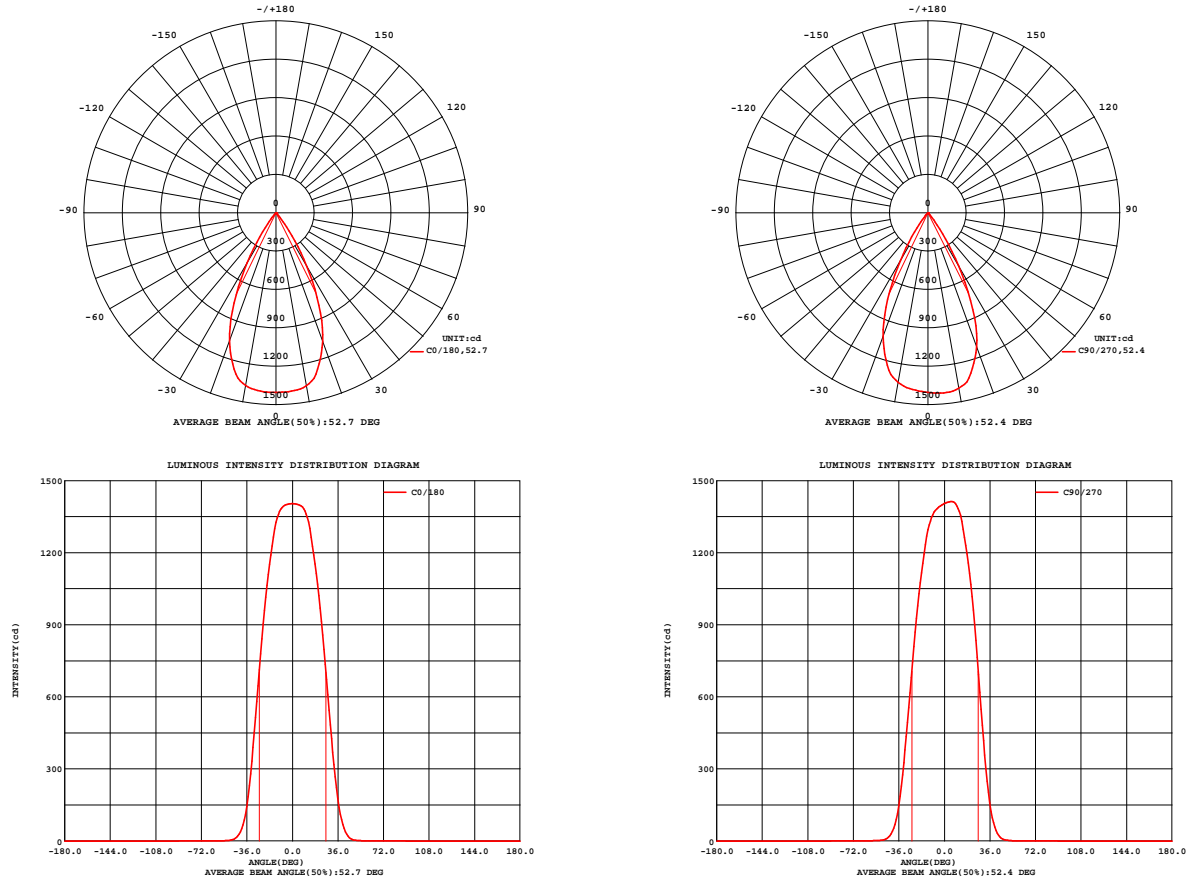 -/+180
-150
150
-120
120
-90
90
-60
60
-30
30
0
0
300
600
900
1200
1500
UNIT:cd
C0/180,52.7
AVERAGE BEAM ANGLE(50%):52.7 DEG
-/+180
-150
150
-120
120
-90
90
-60
60
-30
30
0
0
300
600
900
1200
1500
UNIT:cd
C90/270,52.4
AVERAGE BEAM ANGLE(50%):52.4 DEG
LUMINOUS INTENSITY DISTRIBUTION DIAGRAM
C0/180
INTENSITY(cd)
1500
1200
900
600
300
0
-180.0 -144.0 -108.0 -72.0 -36.0 0.0 36.0 72.0 108.0 144.0 180.0
ANGLE(DEG)
AVERAGE BEAM ANGLE(50%):52.7 DEG
LUMINOUS INTENSITY DISTRIBUTION DIAGRAM
C90/270
INTENSITY(cd)
1500
1200
900
600
300
0
-180.0 -144.0 -108.0 -72.0 -36.0 0.0 36.0 72.0 108.0 144.0 180.0
ANGLE(DEG)
AVERAGE BEAM ANGLE(50%):52.4 DEG